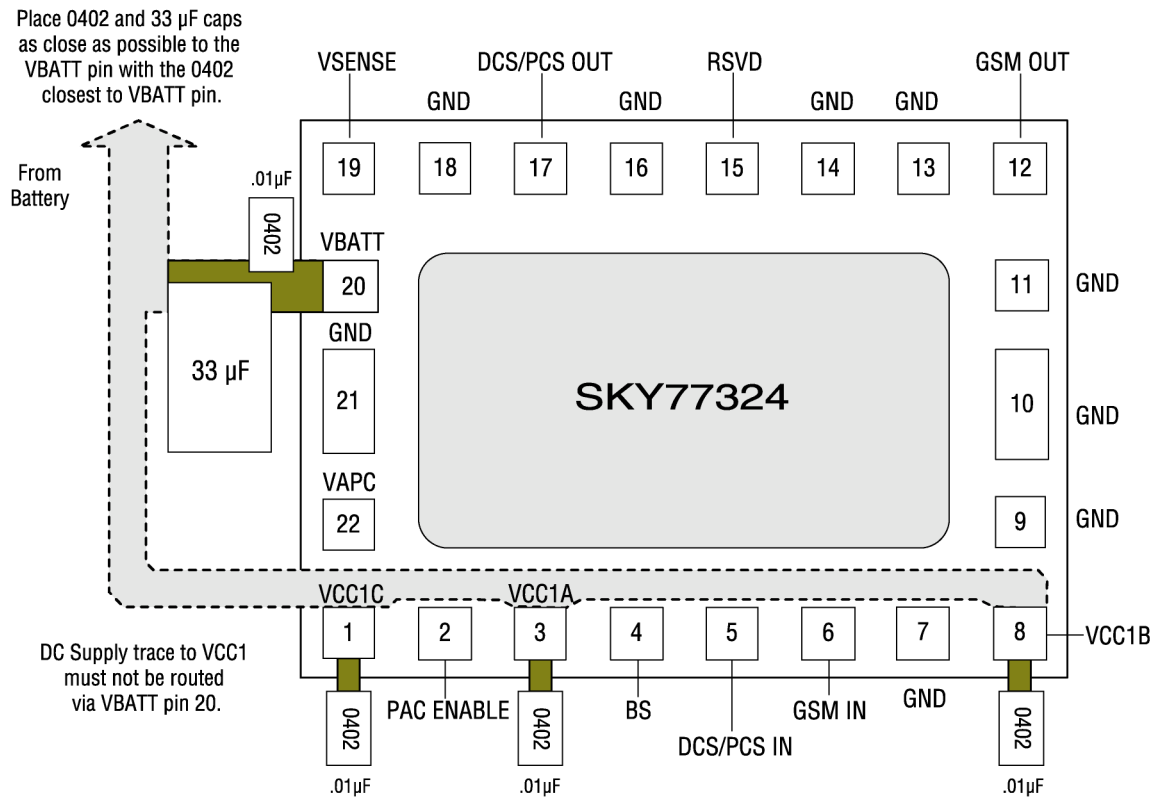 Place 0402 and 33 µF caps
as close as possible to the
VBATT pin with the 0402
closest to VBATT pin.
VSENSE
DCS/PCS OUT
RSVD
GSM OUT
GND
GND
GND
GND
From
Battery
.01µF
0402
19
18
17
16
15
14
13
12
VBATT
20
11
GND
GND
33 µF
21
SKY77324
10
GND
VAPC
22
9
GND
VCC1C
VCC1A
1
2
3
4
5
6
7
8
VCC1B
DC Supply trace to VCC1
must not be routed
via VBATT pin 20.
0402
PAC ENABLE
0402
BS
DCS/PCS IN
GSM IN
GND
0402
.01µF
.01µF
.01µF